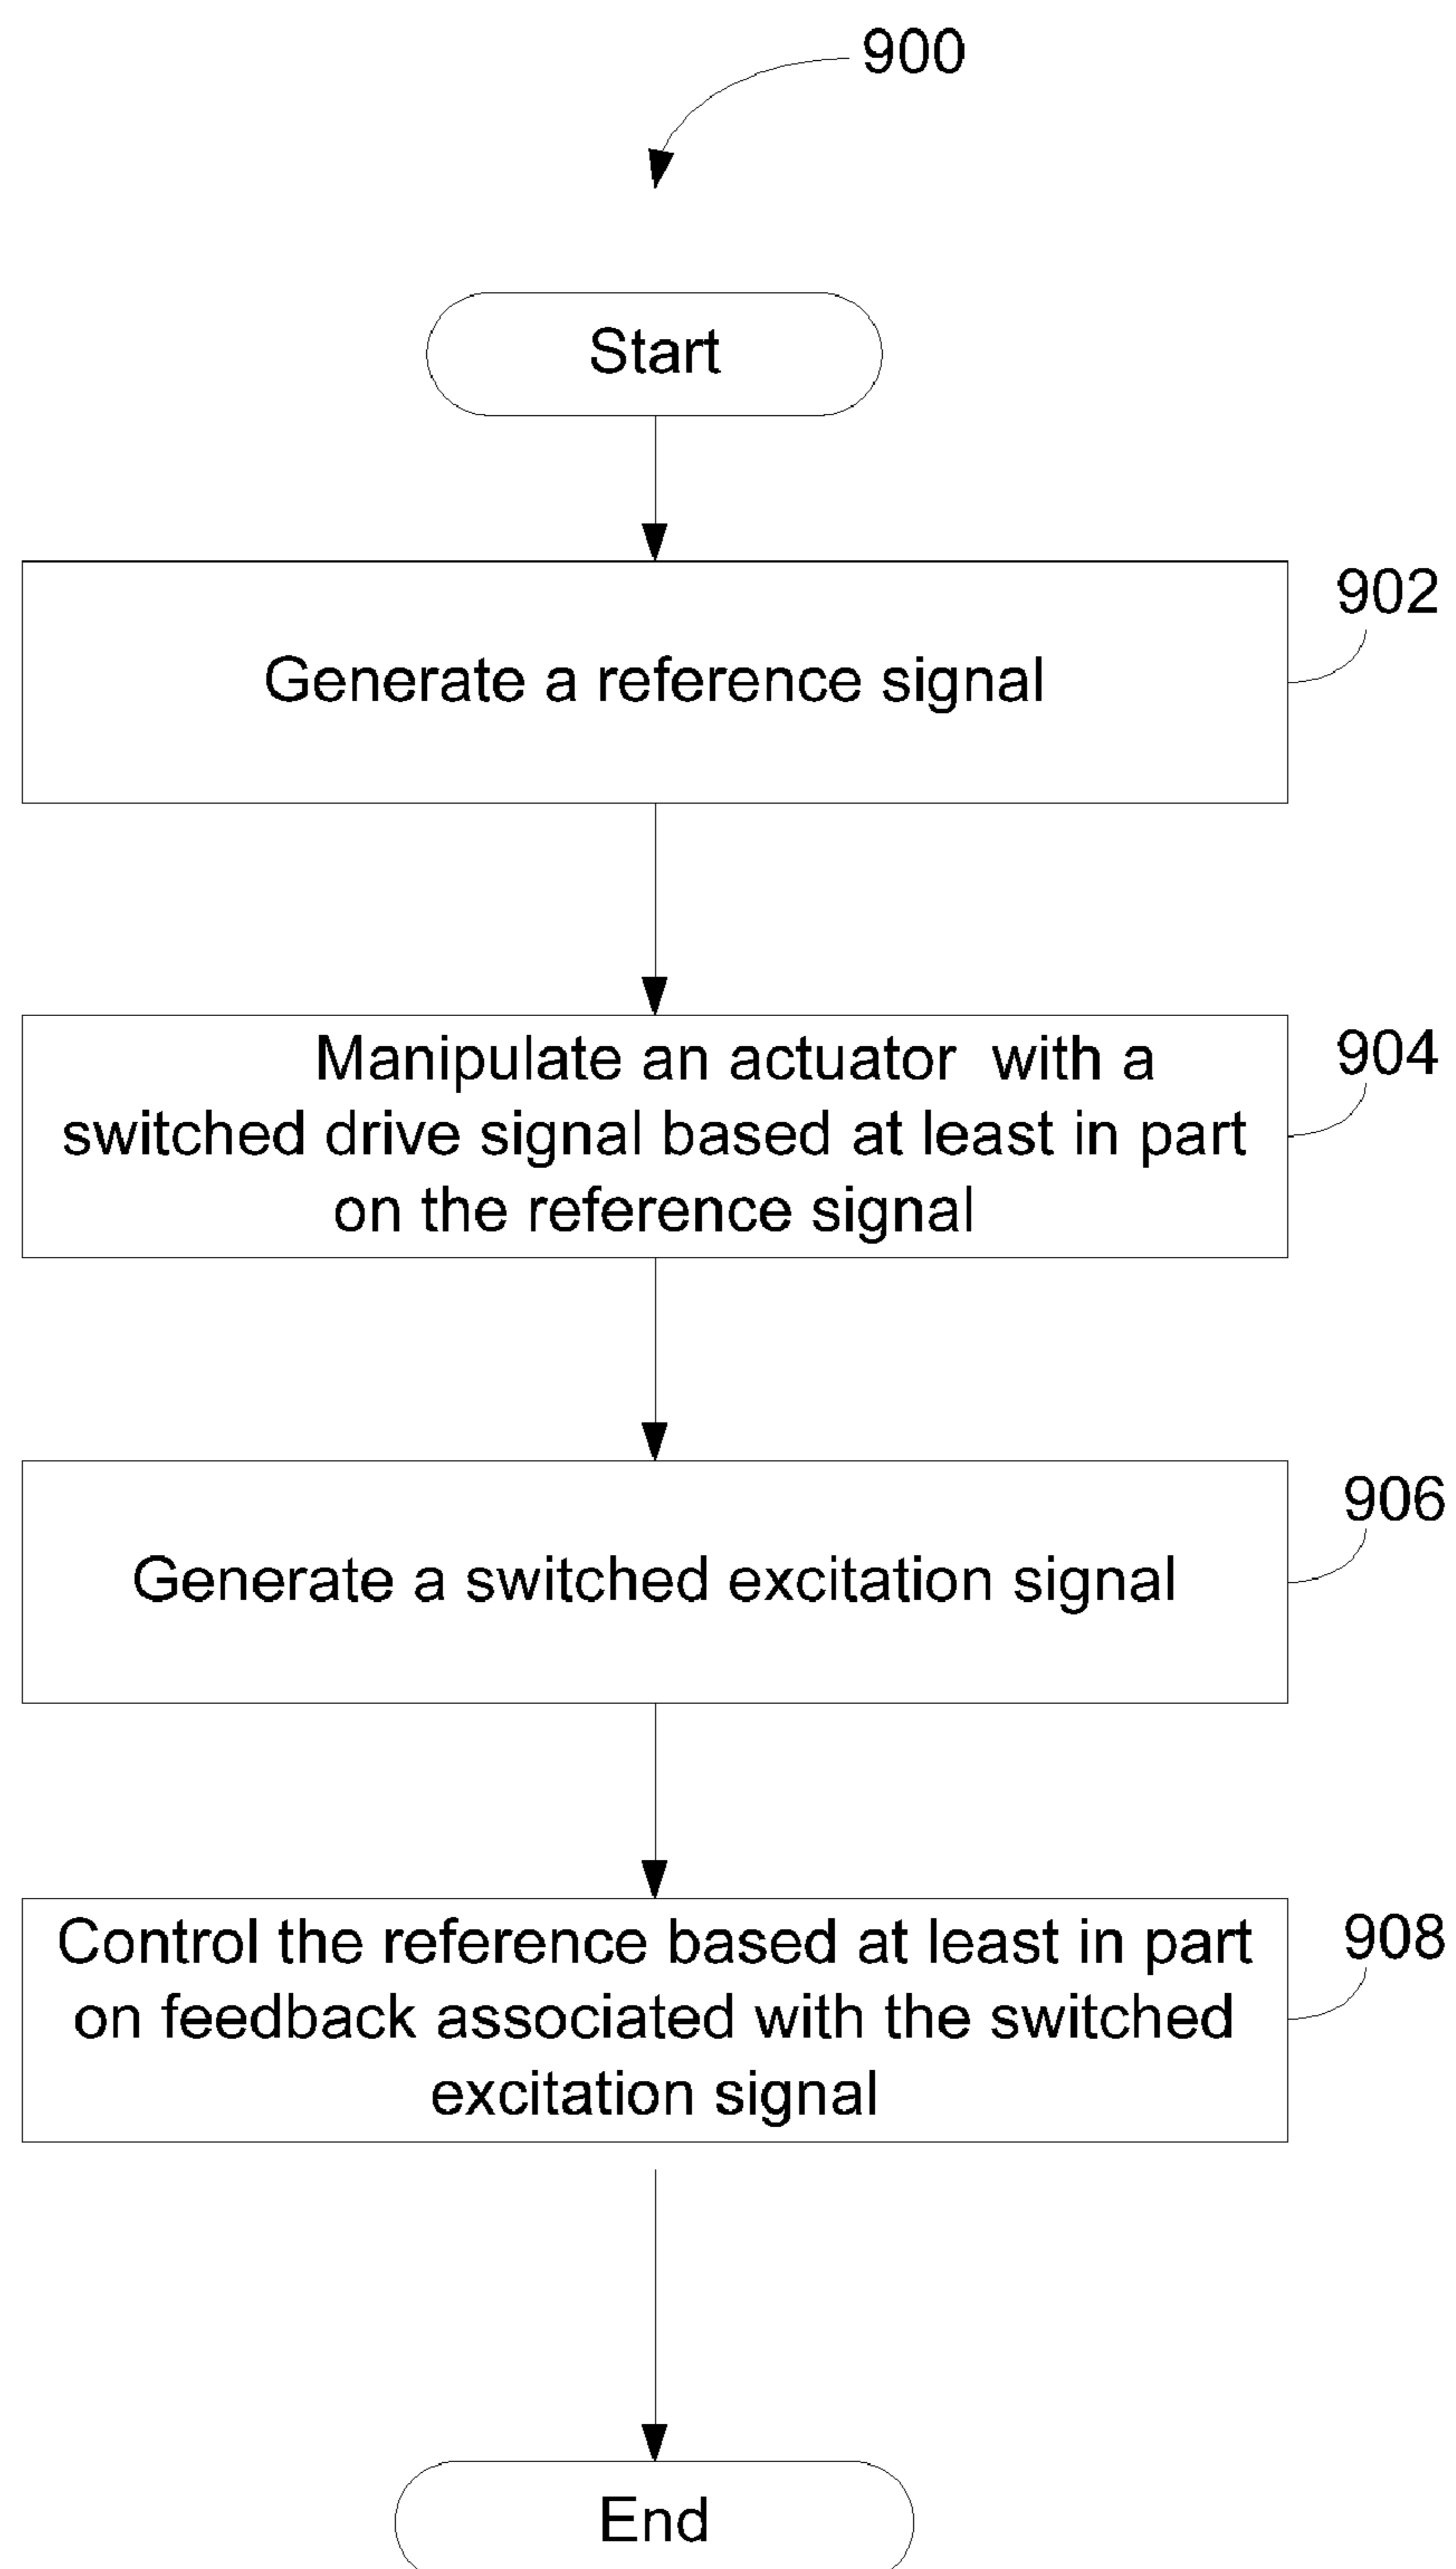 900
Start
902
Generate a reference signal
904
Manipulate an actuator with a
switched drive signal based at least in part
on the reference signal
906
Generate a switched excitation signal
908
Control the reference based at least in part
on feedback associated with the switched
excitation signal
End